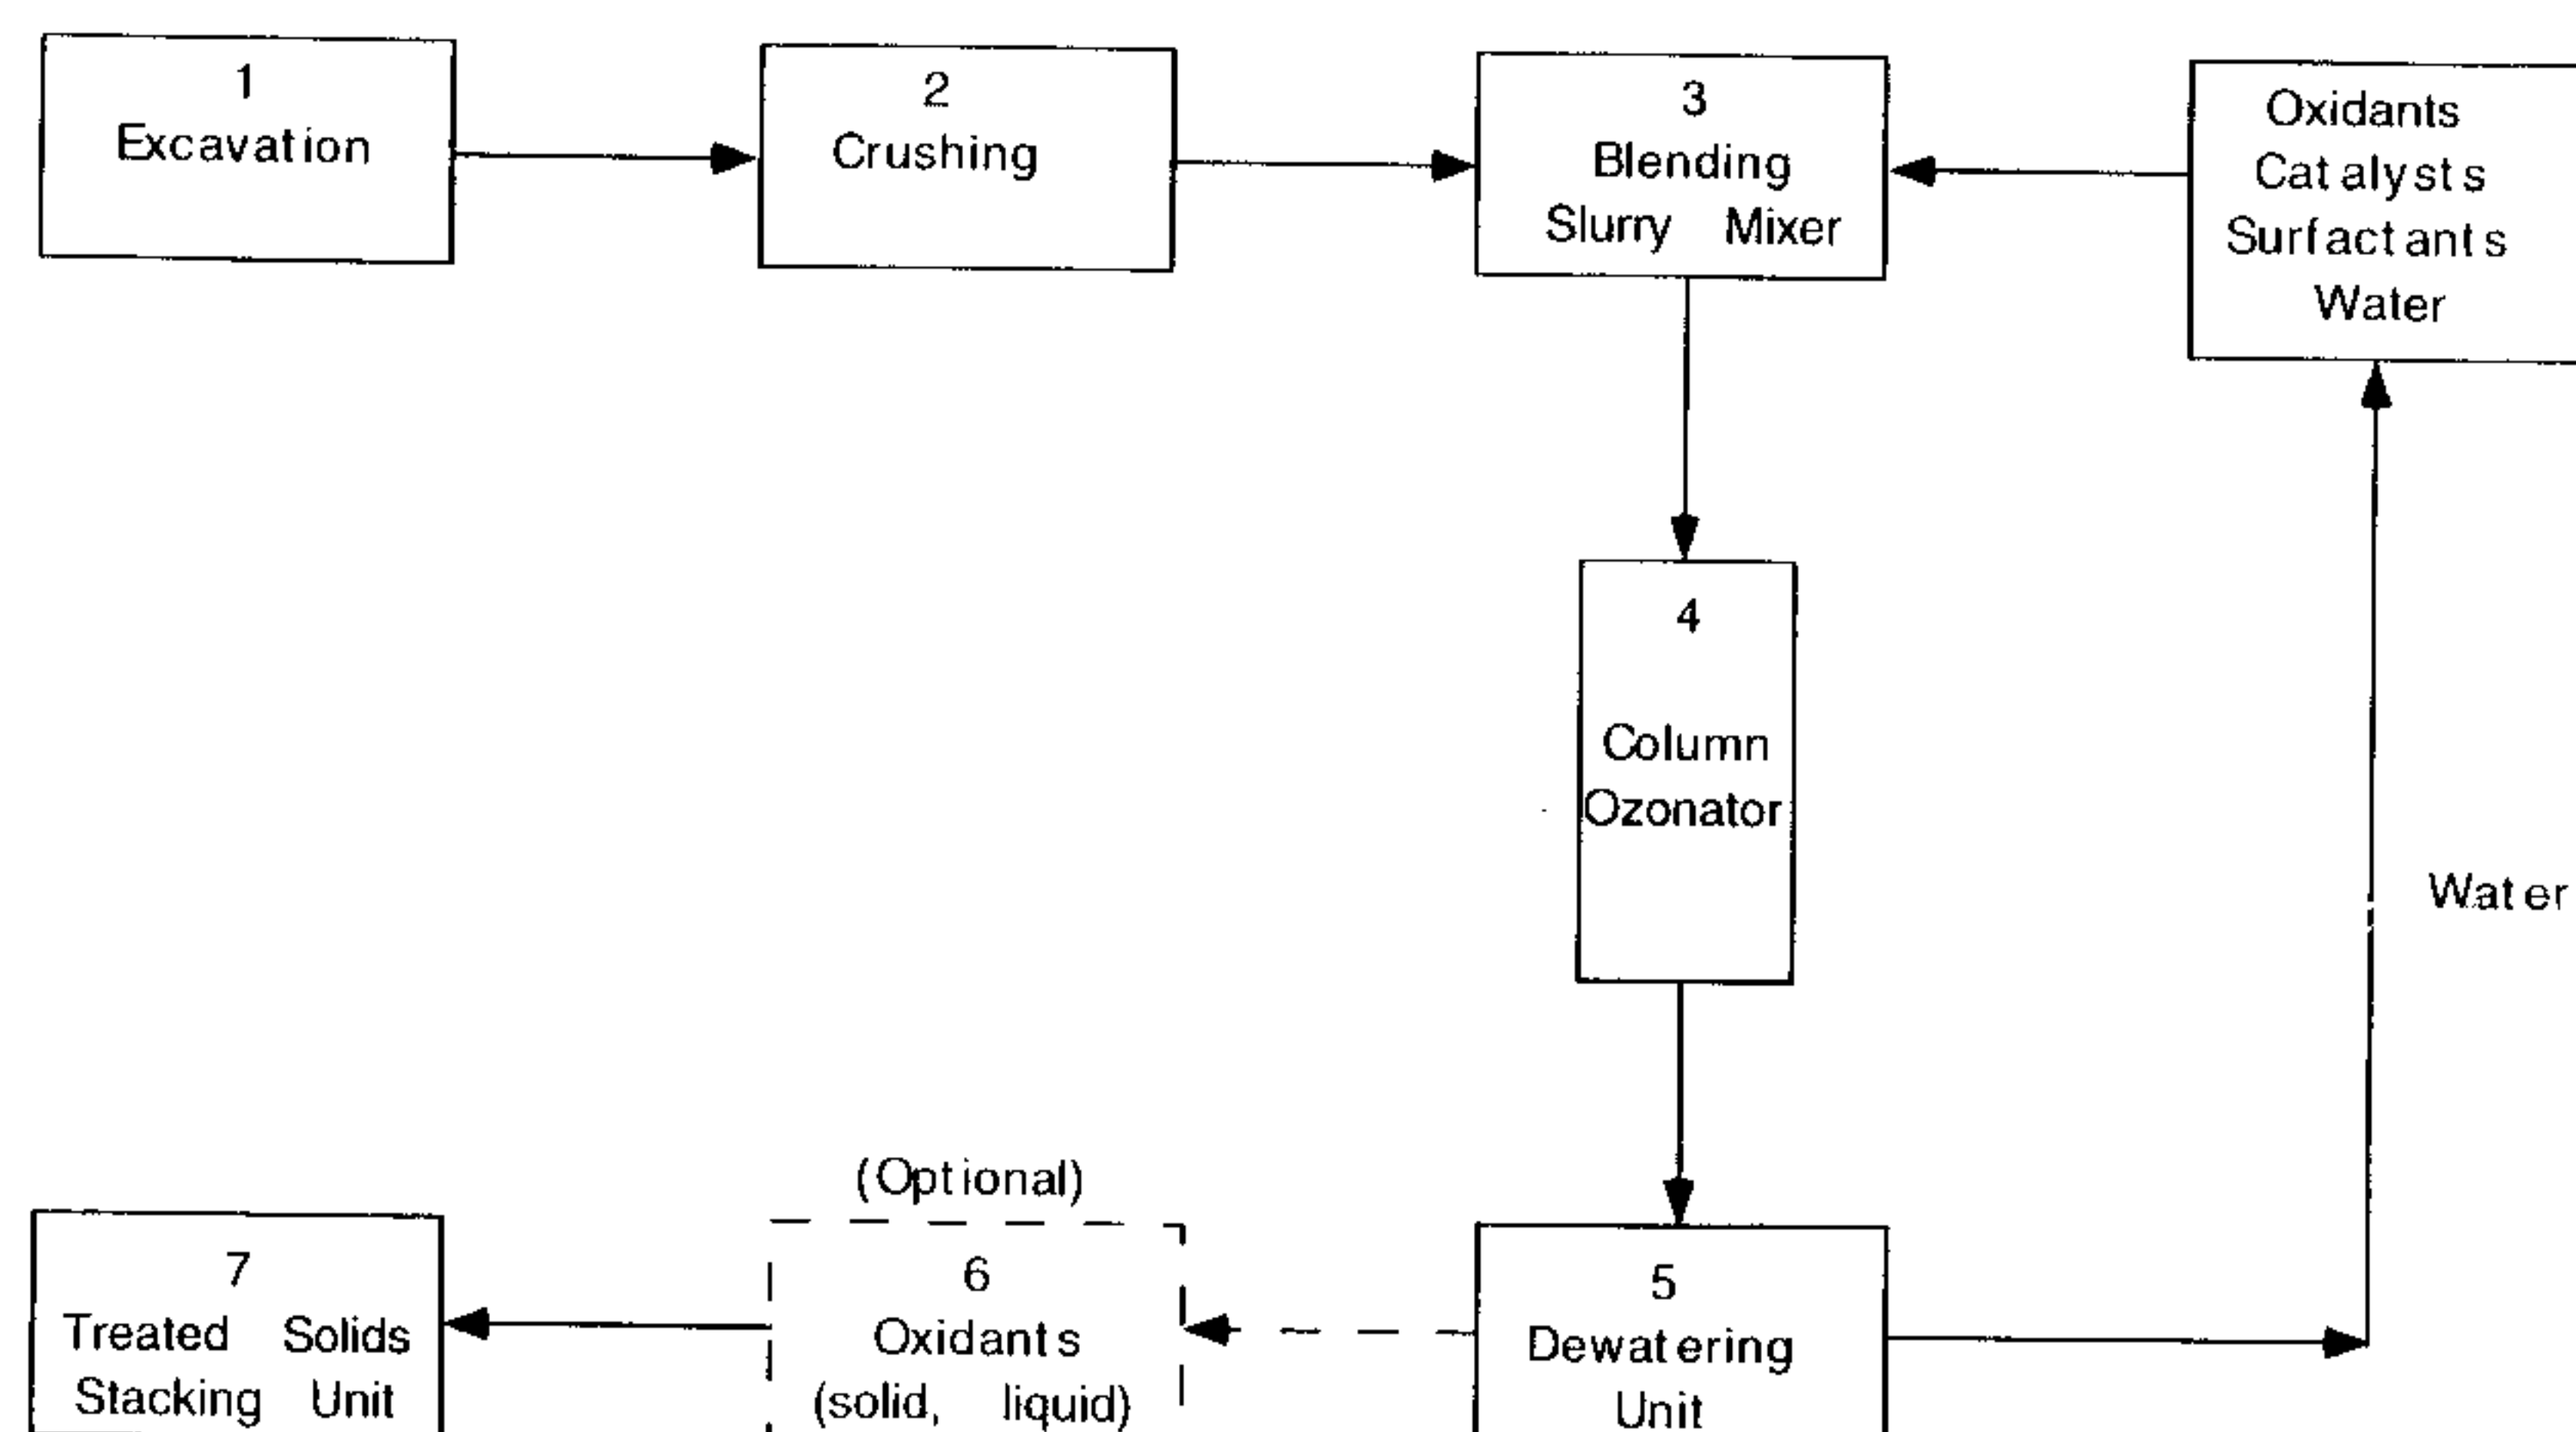 1
Excavation
2
Crushing
3
Blending
Slurry Mixer
Oxidants
Catalysts
Surfactants
Water
4
Column
Ozonator
Water
(Optional)
7
Treated Solids
Stacking Unit
6
Oxidants
(solid, liquid)
5
Dewatering
Unit